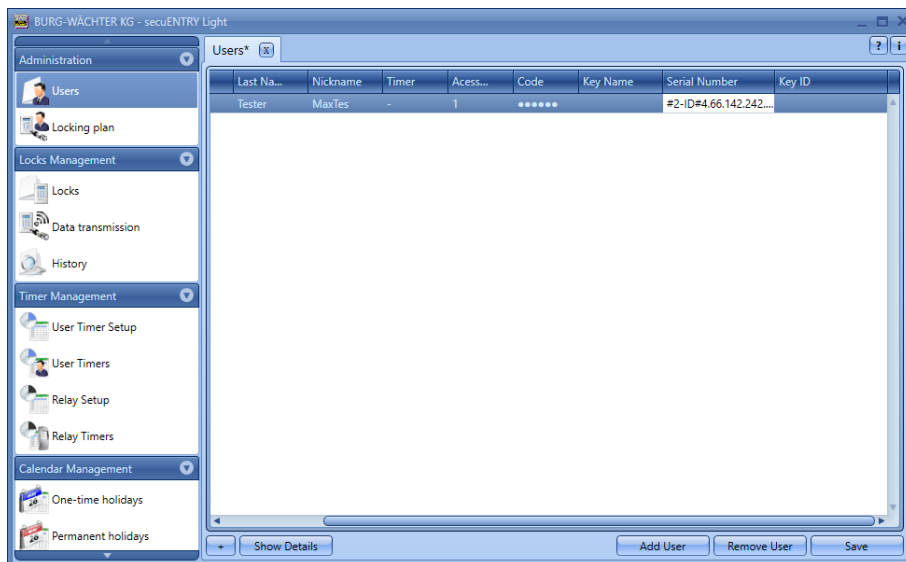 BURG-WÄCHTER KG - secuENTRY Light
Administration
Users
Locking plan
Locks Management
Locks
Data transmission
History
Timer Management
User Timer Setup
User Timers
Relay Setup
Relay Timers
Calendar Management
One-time holidays
Permanent holidays
Users* x
? i
Last Na... Nickname Timer Acess... Code Key Name Serial Number Key ID
Tester MaxTes - 1 ●●●●●● #2-ID#4.66.142.242....
+ Show Details Add User Remove User Save